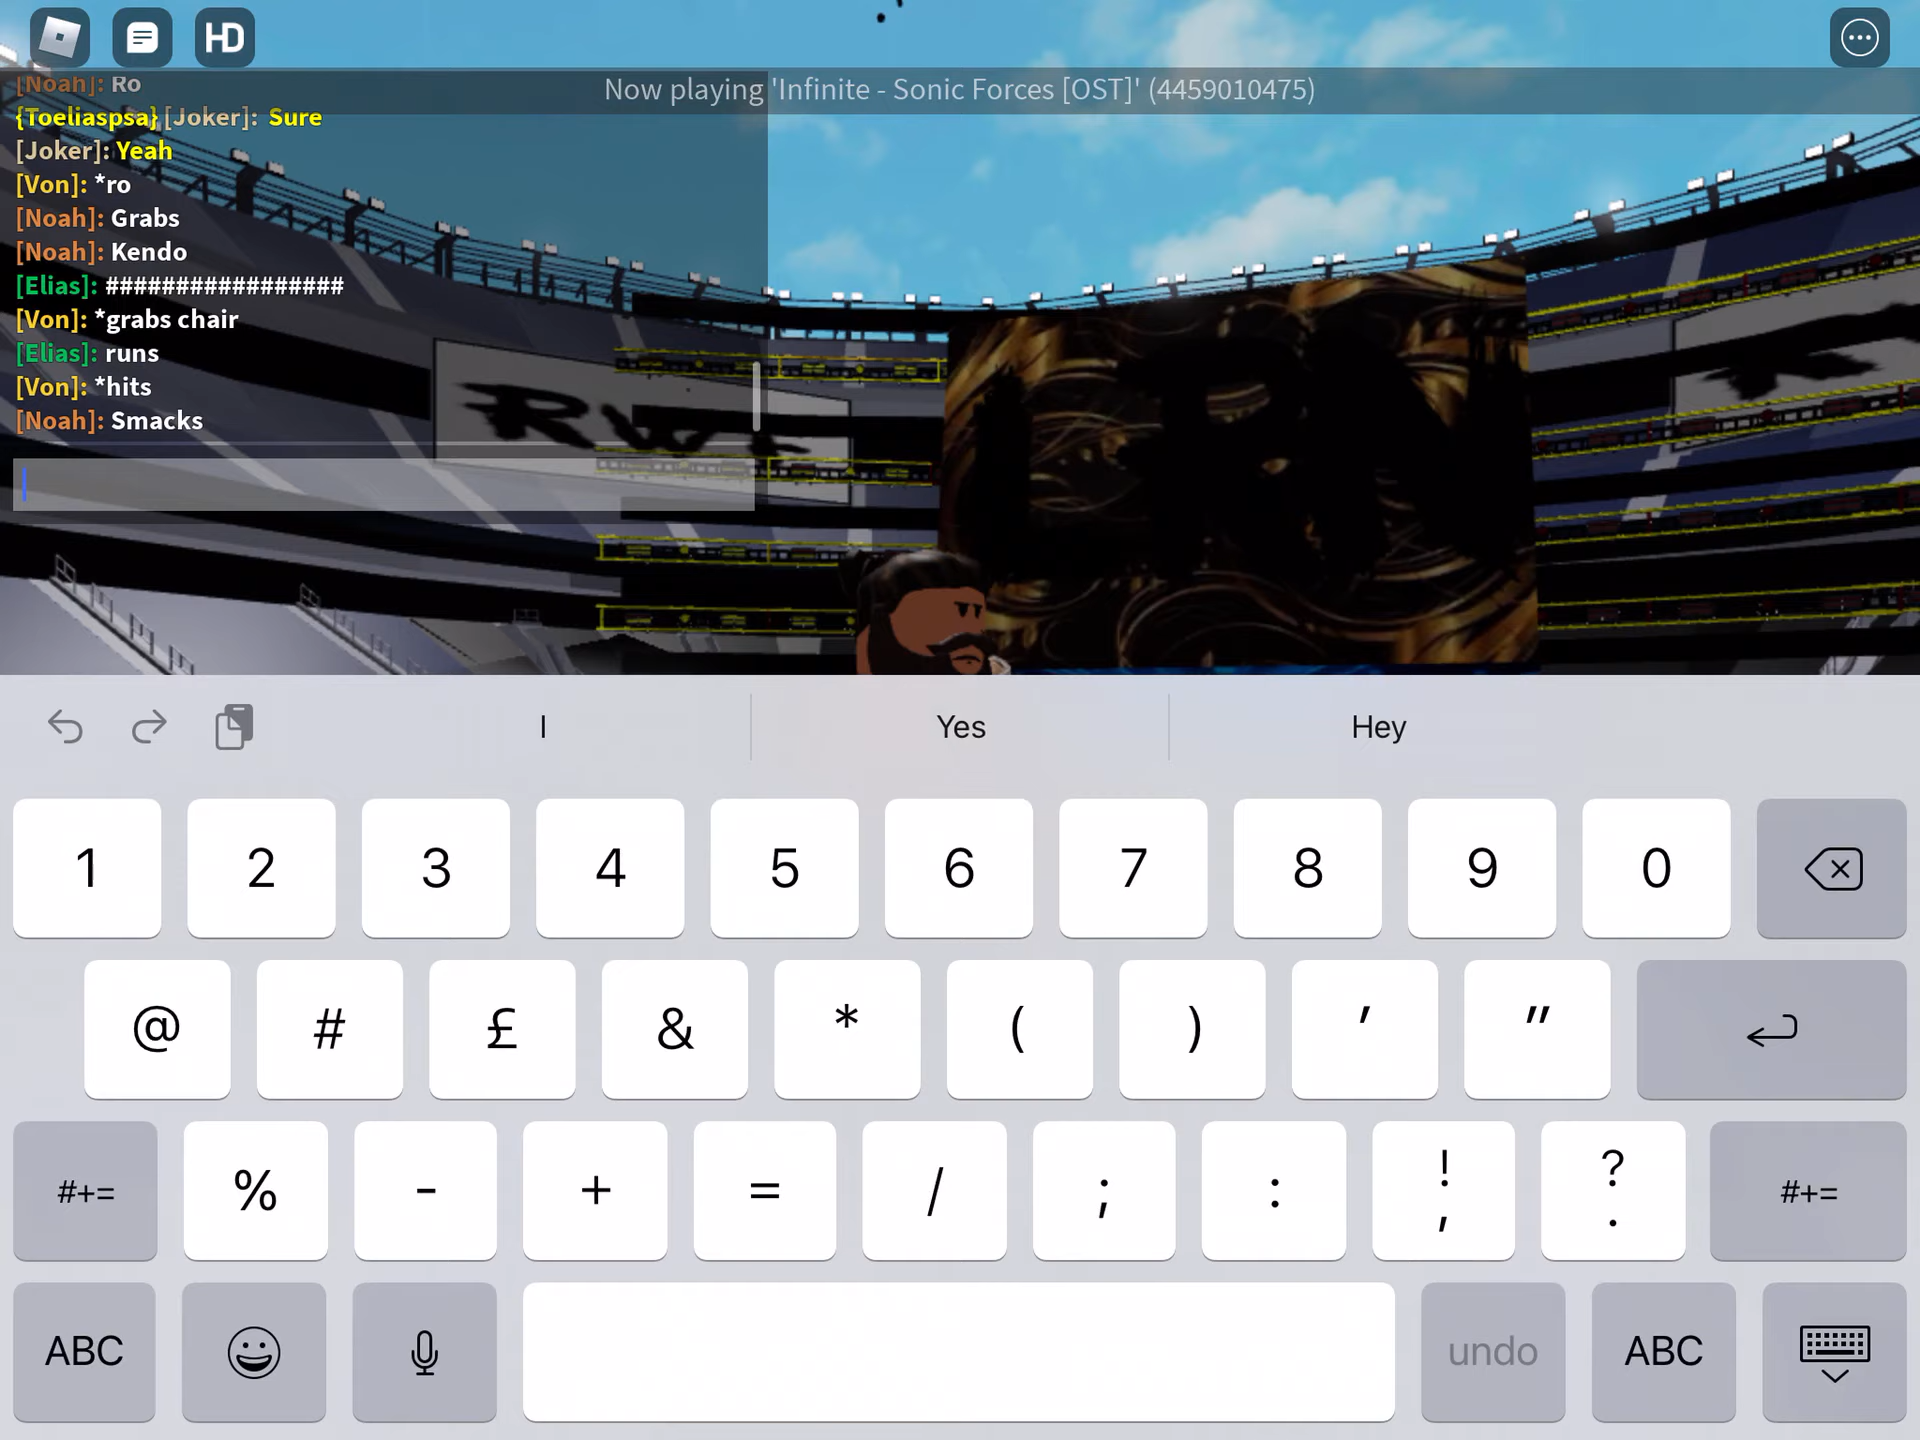 HD
[Noah]: Ro
Now playing 'Infinite - Sonic Forces [OST]' (4459010475)
{Toeliaspsa} [Joker]: Sure
[Joker]: Yeah
[Von]: *ro
[Noah]: Grabs
[Noah]: Kendo
[Elias]: #################
[Von]: *grabs chair
[Elias]: runs
[Von]: *hits
[Noah]: Smacks
I Yes Hey
1 2 3 4 5 6 7 8 9 0
@ # £ & * ( ) ' "
#+= % - + = / ; : ! , ? . #+=
ABC undo ABC